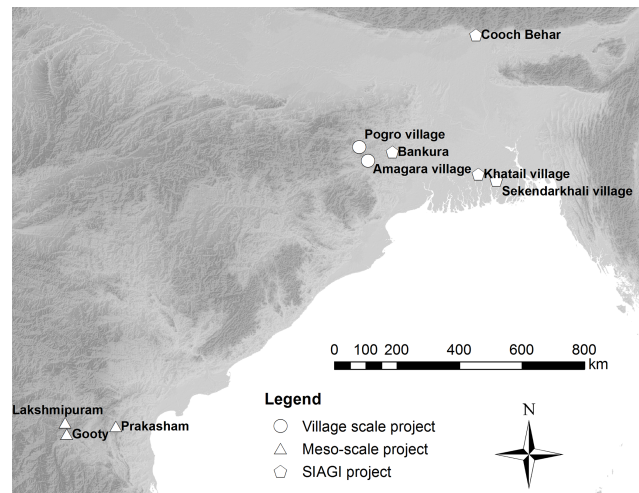 Cooch Behar
Pogro village
Bankura
Amagara village
Khatail village
Sekendarkhali village
0 100 200 400 600 800
km
Legend
Village scale project
Meso-scale project
SIAGI project
N
Lakshmipuram
Prakasham
Gooty